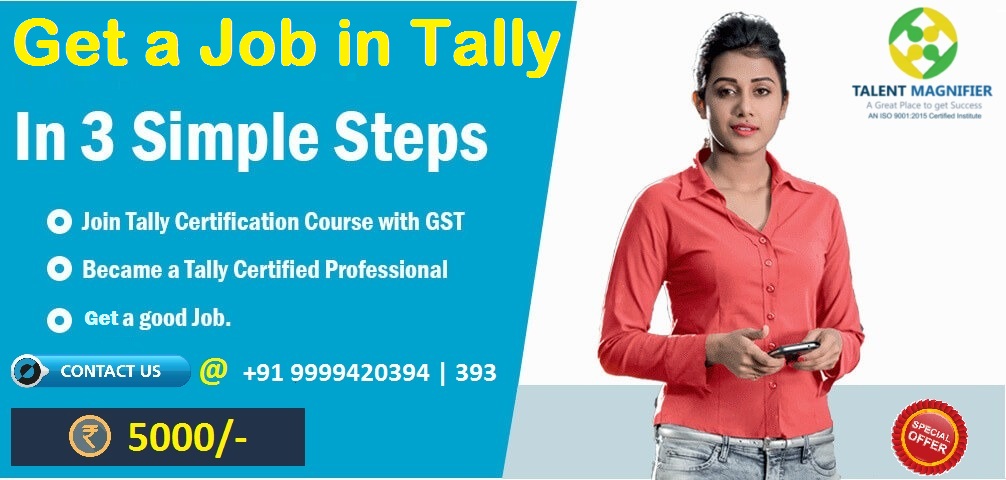 Get a Job in Tally
In 3 Simple Steps
Join Tally Certification Course with GST
Became a Tally Certified Professional
Get a good Job.
CONTACT US @ +91 9999420394 | 393
₹ 5000/-
TALENT MAGNIFIER
A Great Place to get Success
AN ISO 9001:2015 Certified Institute
SPECIAL
OFFER